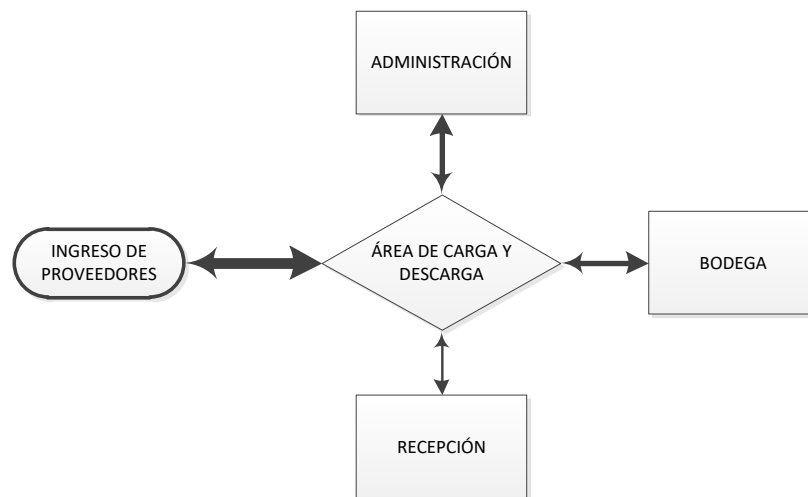 ADMINISTRACIÓN
INGRESO DE
PROVEEDORES
ÁREA DE CARGA Y
DESCARGA
BODEGA
RECEPCIÓN